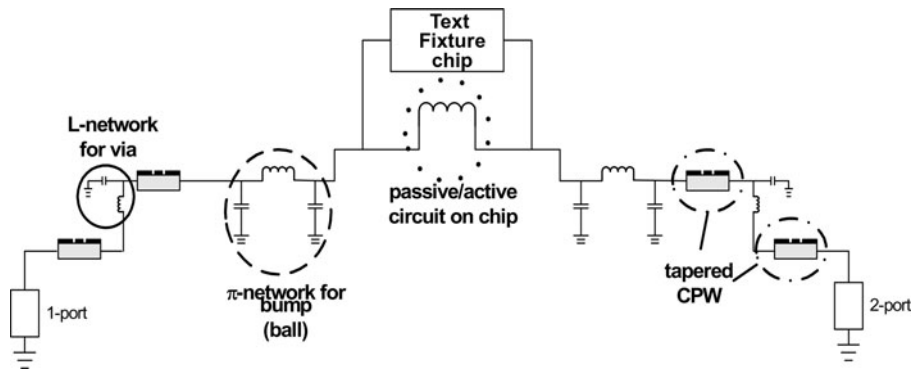 Text
Fixture
chip
L-network
for via
passive/active
circuit on chip
π-network for
bump
(ball)
tapered
CPW
1-port
2-port